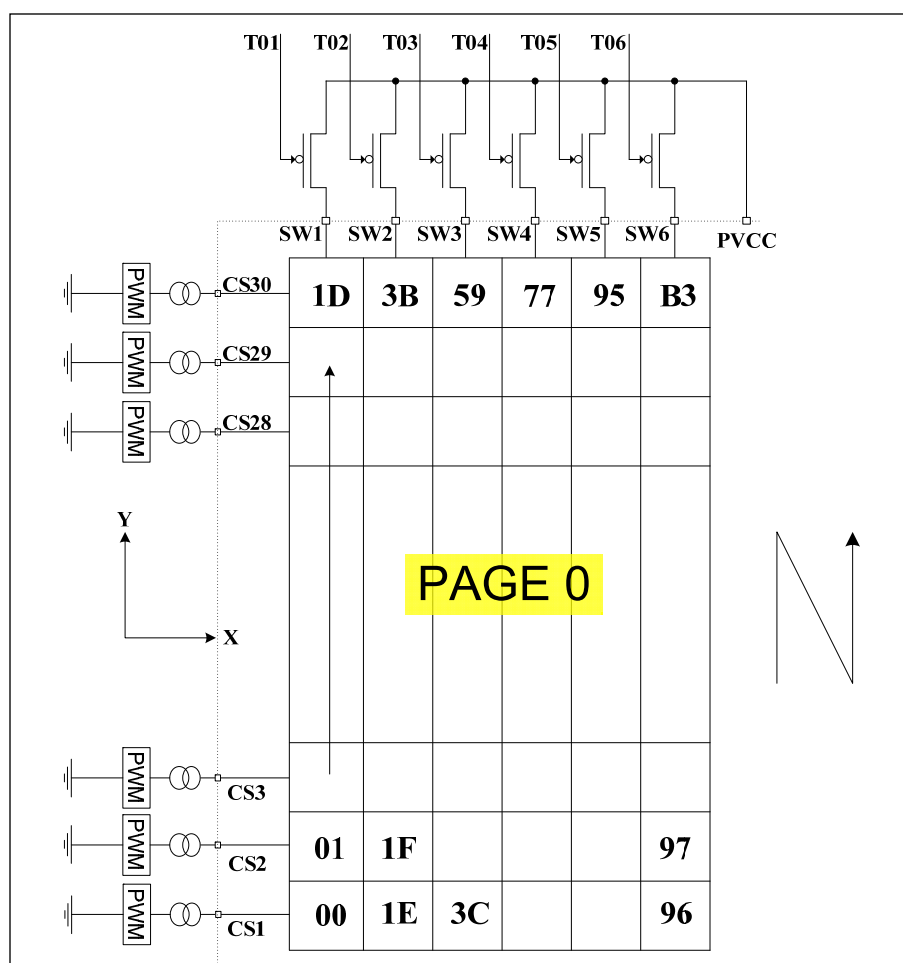 T01 T02 T03 T04 T05 T06
SW1 SW2 SW3 SW4 SW5 SW6 PVCC
PWM CS30 1D 3B 59 77 95 B3
PWM CS29
PWM CS28
Y
PAGE 0
X
PWM CS3
PWM CS2 01 1F 97
PWM CS1 00 1E 3C 96